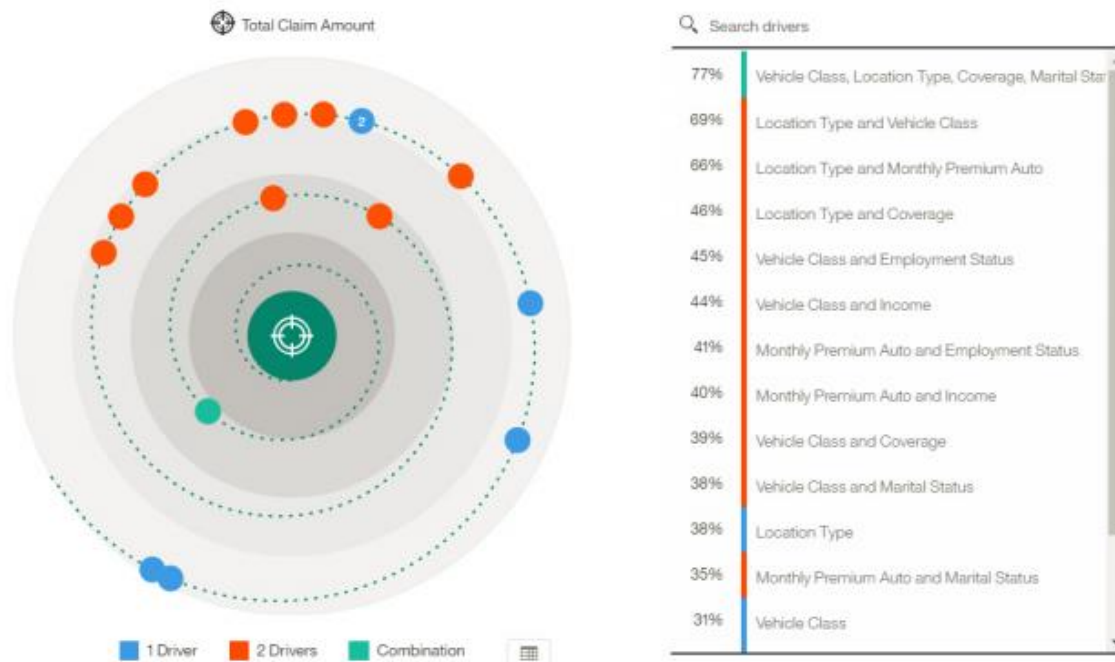 Total Claim Amount
2
1 Driver
2 Drivers
Combination
Search drivers
77% Vehicle Class, Location Type, Coverage, Marital Sta
69% Location Type and Vehicle Class
66% Location Type and Monthly Premium Auto
46% Location Type and Coverage
45% Vehicle Class and Employment Status
44% Vehicle Class and Income
41% Monthly Premium Auto and Employment Status
40% Monthly Premium Auto and Income
39% Vehicle Class and Coverage
38% Vehicle Class and Marital Status
38% Location Type
35% Monthly Premium Auto and Marital Status
31% Vehicle Class